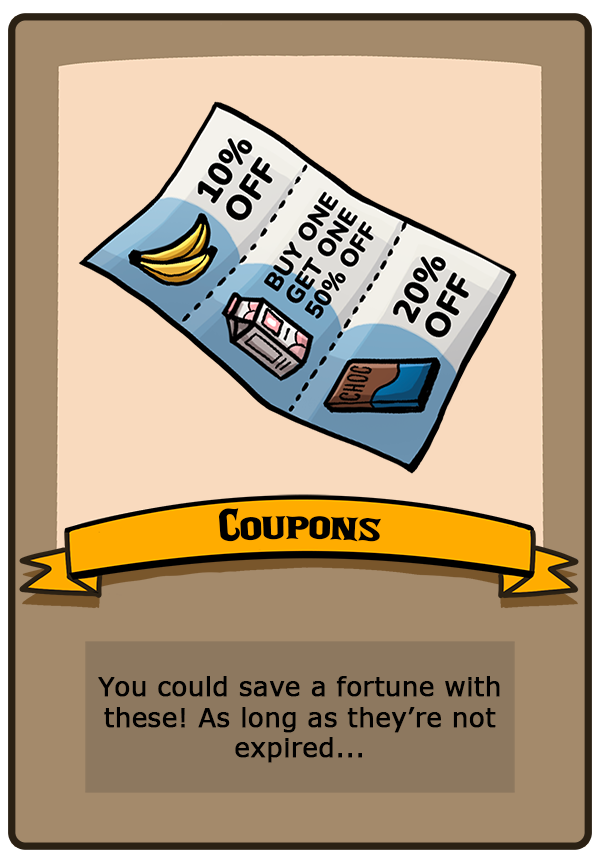 10%
OFF
BUY ONE
GET ONE
50% OFF
20%
OFF
CHOC
Coupons
You could save a fortune with
these! As long as they’re not
expired...